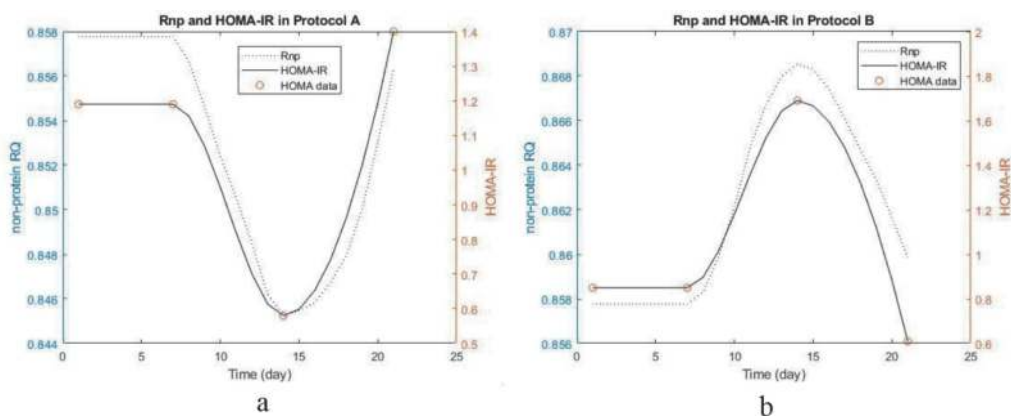 Rnp and HOMA-IR in Protocol A
0.858
0.856
0.854
0.852
0.85
0.848
0.846
0.844
non-protein RQ
Rnp
HOMA-IR
HOMA data
1.4
1.3
1.2
1.1
1
0.9
0.8
0.7
0.6
0.5
HOMA-IR
0 5 10 15 20 25
Time (day)
a
Rnp and HOMA-IR in Protocol B
0.87
0.868
0.866
0.864
0.862
0.86
0.858
0.856
non-protein RQ
Rnp
HOMA-IR
HOMA data
2
1.8
1.6
1.4
1.2
1
0.8
0.6
HOMA-IR
0 5 10 15 20 25
Time (day)
b